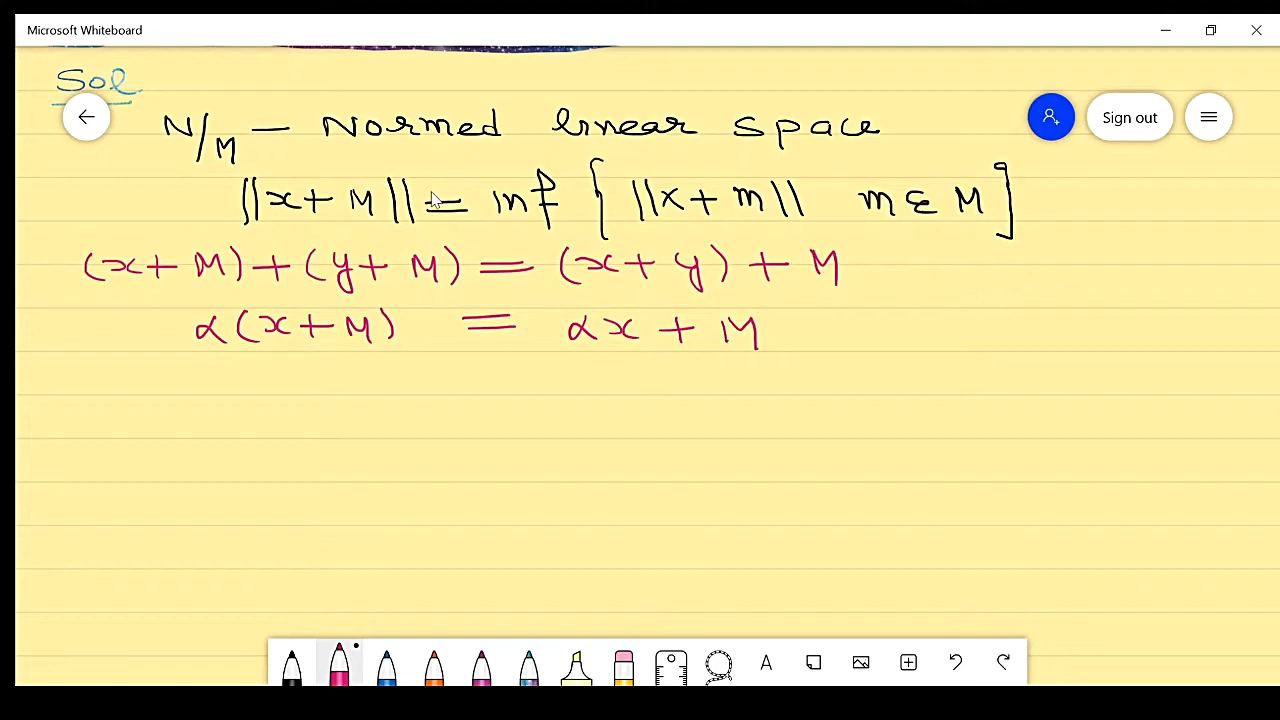 Microsoft Whiteboard
Sol
Sign out
N/M — Normed linear space
||x + M|| = inf { ||x + m|| m ε M ]
(x + M) + (y + M) = (x + y) + M
α(x + M) = αx + M
A